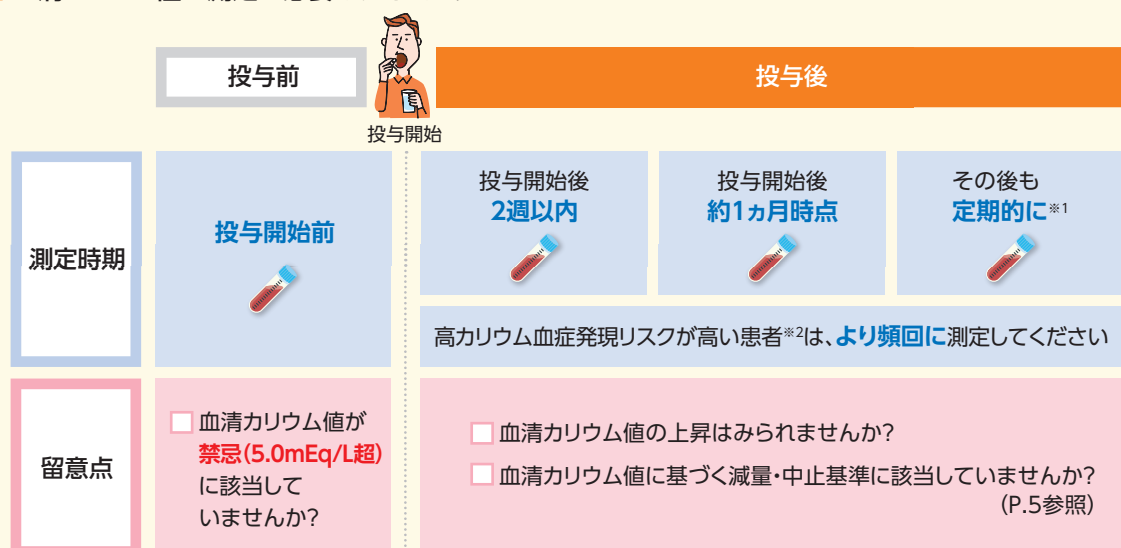 投与前
投与開始
投与後
測定時期
投与開始前
投与開始後
2週以内
投与開始後
約1ヵ月時点
その後も
定期的に※1
高カリウム血症発現リスクが高い患者※2は、より頻回に測定してください
留意点
血清カリウム値が
禁忌(5.0mEq/L超)
に該当して
いませんか?
血清カリウム値の上昇はみられませんか?
血清カリウム値に基づく減量・中止基準に該当していませんか?
(P.5参照)